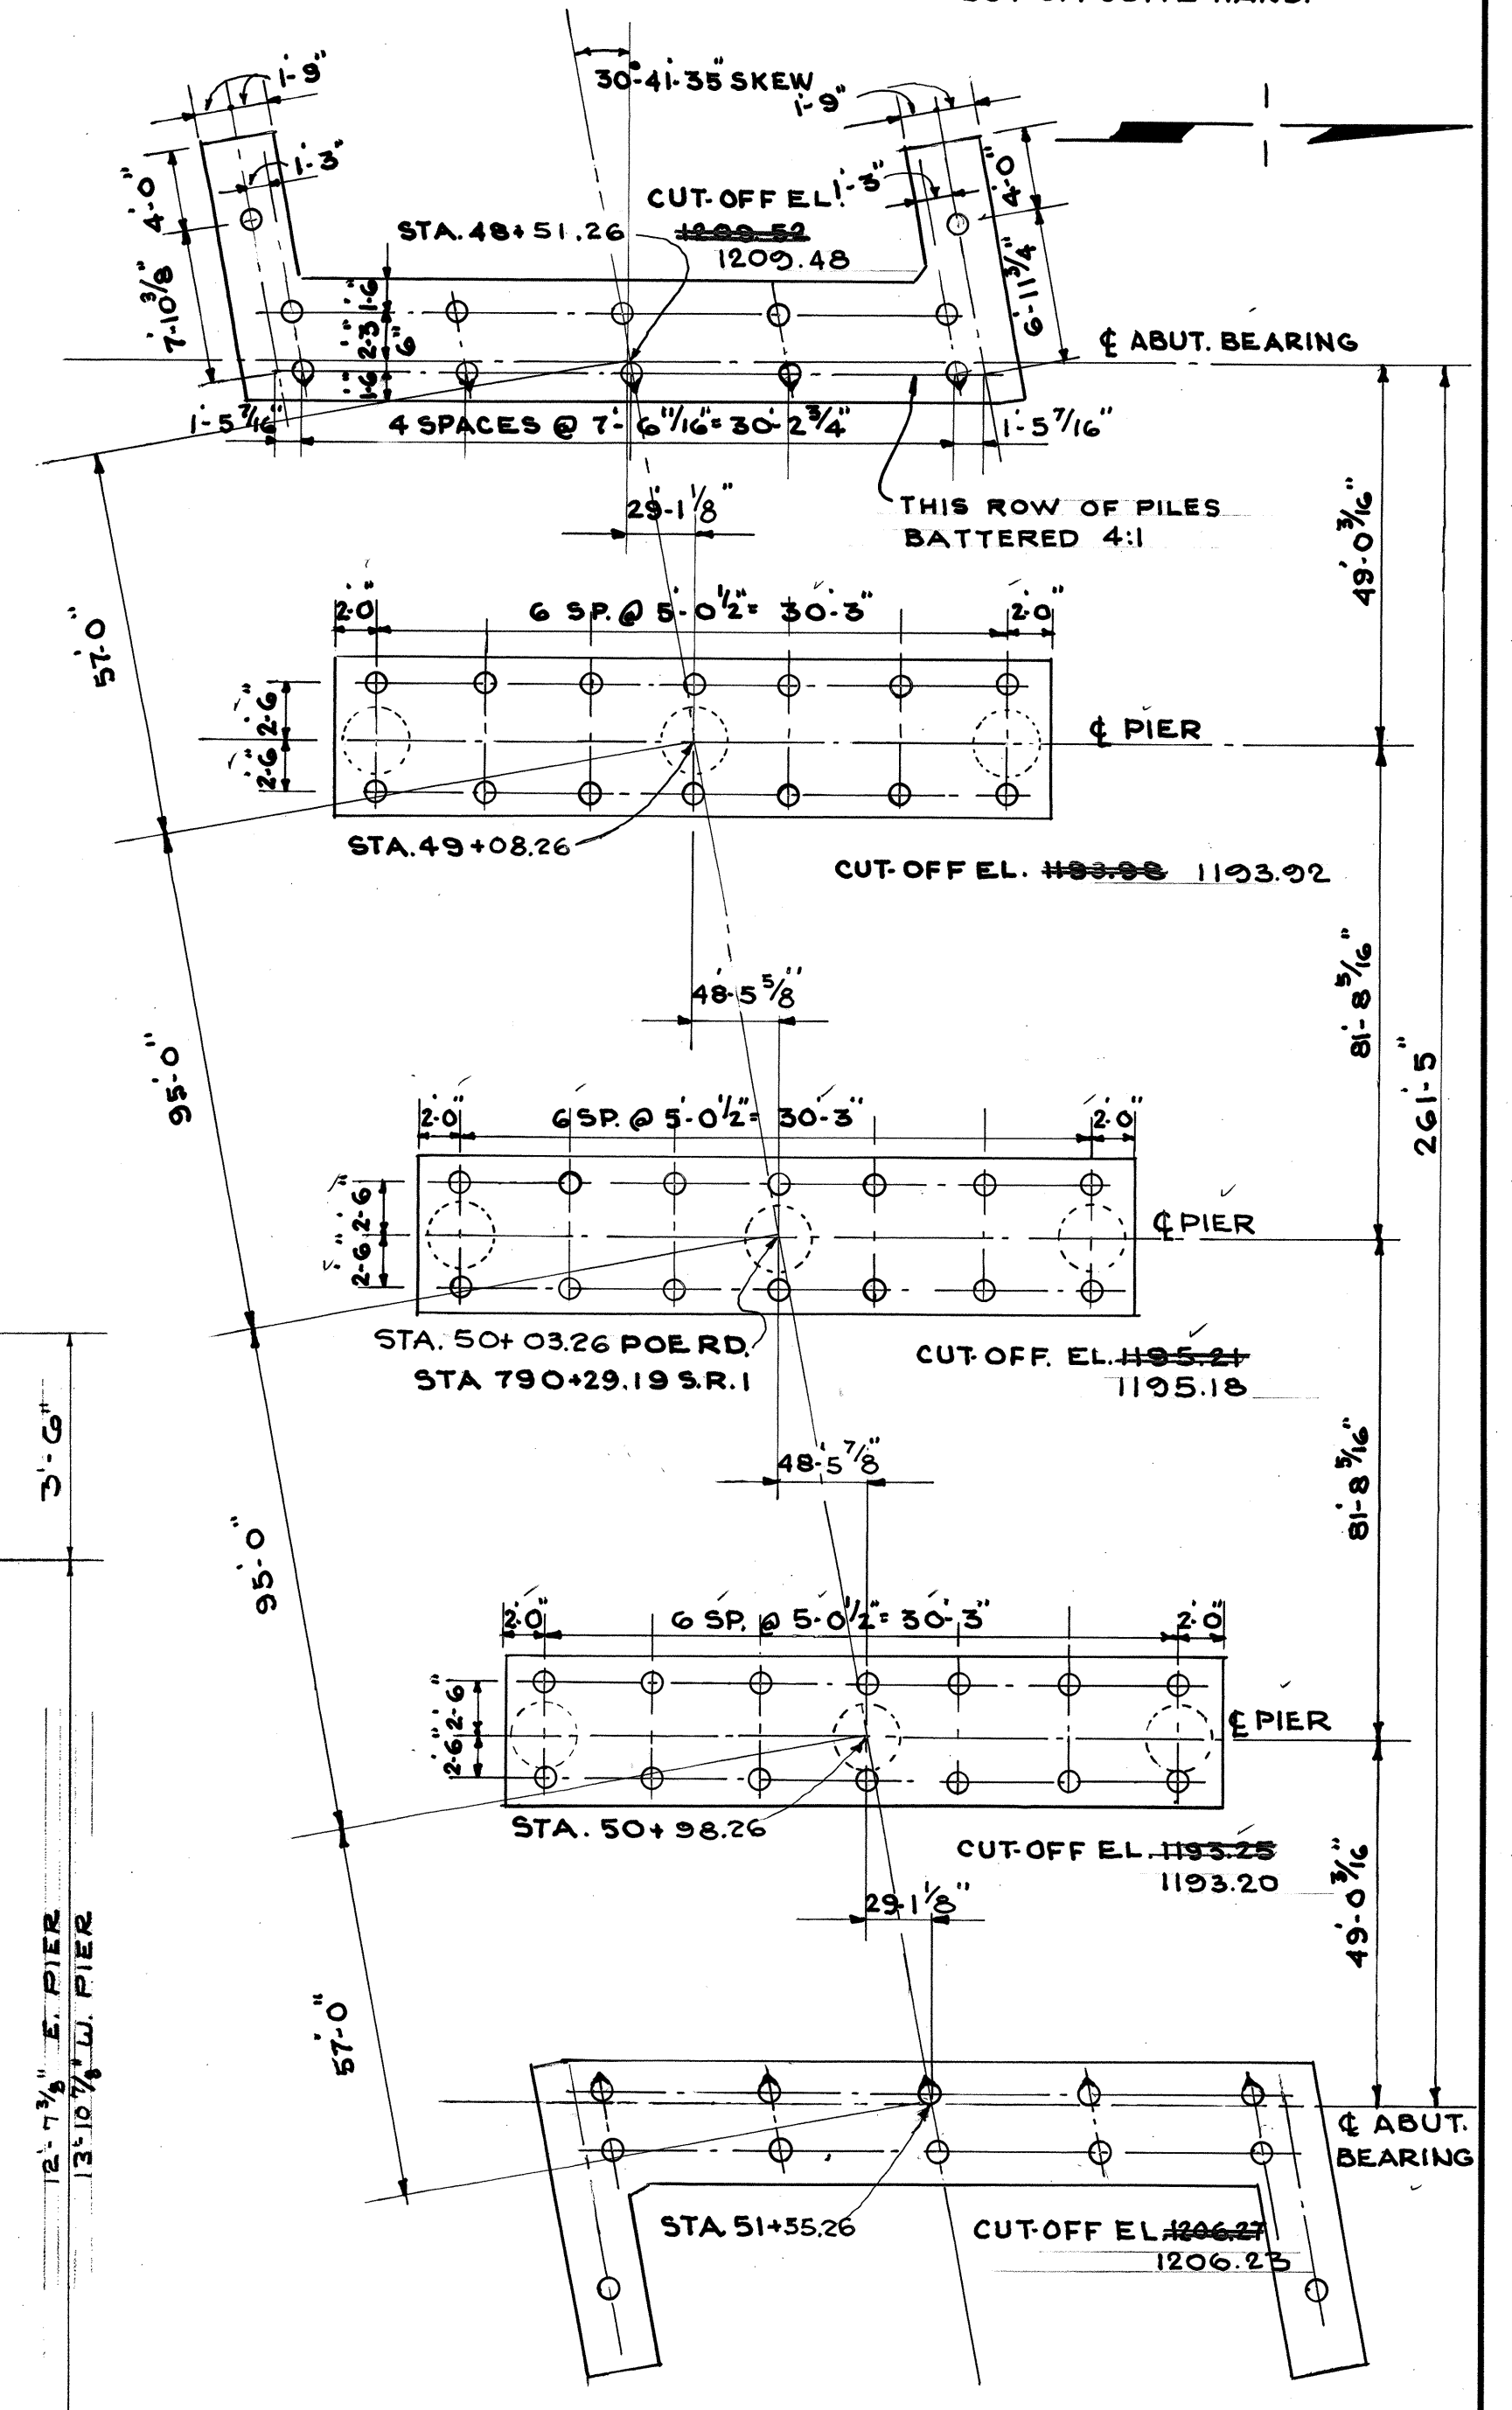 1'-9"
30°-41'-35" SKEW
1'-9"
1'-3"
4'-0"
CUT-OFF EL.
1'-3"
4'-0"
STA. 48+51.26
1209.52
1209.48
7'-10 3/8"
1'-6"
2'-3"
6"
1'-6"
6'-11 3/4"
℄ ABUT. BEARING
1'-5 7/16"
4 SPACES @ 7'-6 11/16"= 30'-2 3/4"
1'-5 7/16"
29'-1 1/8"
THIS ROW OF PILES
BATTERED 4:1
49'-0 3/16"
57'-0"
2'-0"
6 SP. @ 5'-0 1/2"= 30'-3"
2'-0"
2'-6"
2'-6"
℄ PIER
STA. 49+08.26
CUT-OFF EL. 1193.98 1193.92
48'-5 5/8"
81'-8 5/16"
95'-0"
261'-5"
2'-0"
6 SP. @ 5'-0 1/2"= 30'-3"
2'-0"
2'-6"
2'-6"
℄ PIER
STA. 50+03.26 POE RD.
STA 790+29.19 S.R.1
CUT-OFF. EL. 1195.21
1195.18
3'-6"
48'-5 7/8"
81'-8 5/16"
95'-0"
2'-0"
6 SP. @ 5'-0 1/2"= 30'-3"
2'-0"
2'-6"
2'-6"
℄ PIER
STA. 50+98.26
CUT-OFF EL. 1193.25
1193.20
29'-1 1/8"
49'-0 3/16"
12'-7 3/8" E. PIER
13'-10 7/8" W. PIER
57'-0"
℄ ABUT.
BEARING
STA 51+55.26
CUT-OFF EL. 1206.27
1206.23